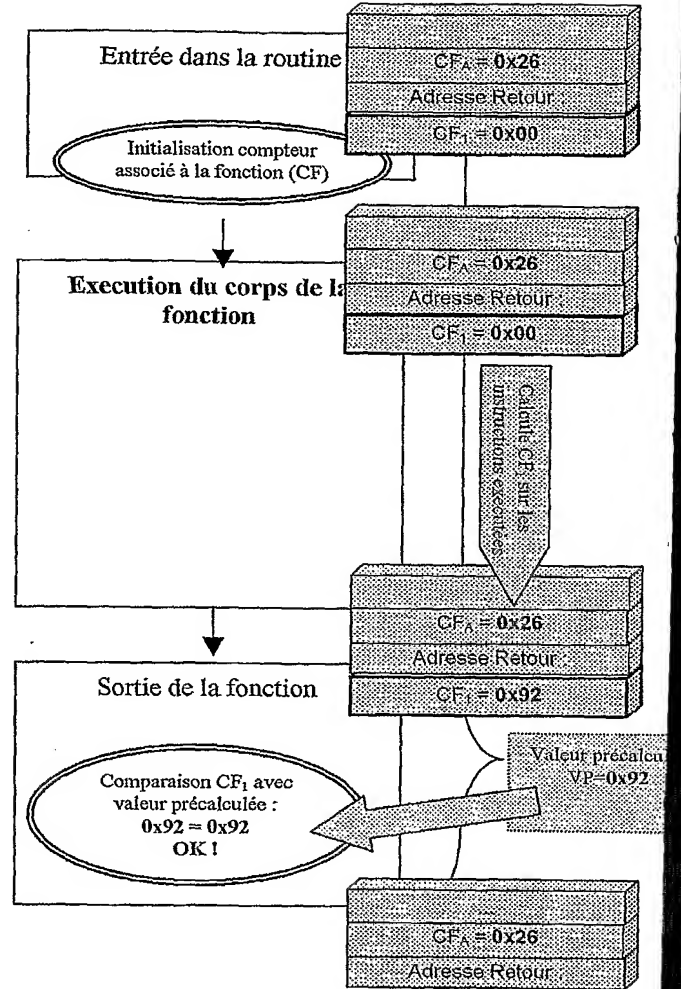 Entrée dans la routine
...
CFA = 0x26
Adresse Retour :
CF1 = 0x00
Initialisation compteur
associé à la fonction (CF)
...
CFA = 0x26
Adresse Retour :
CF1 = 0x00
Execution du corps de la
fonction
Calcule CF, sur les
instructions exécutées
...
CFA = 0x26
Adresse Retour :
CF1 = 0x92
Sortie de la fonction
Valeur précalcu
VP=0x92
Comparaison CF1 avec
valeur précalculée :
0x92 = 0x92
OK !
...
CFA = 0x26
Adresse Retour :